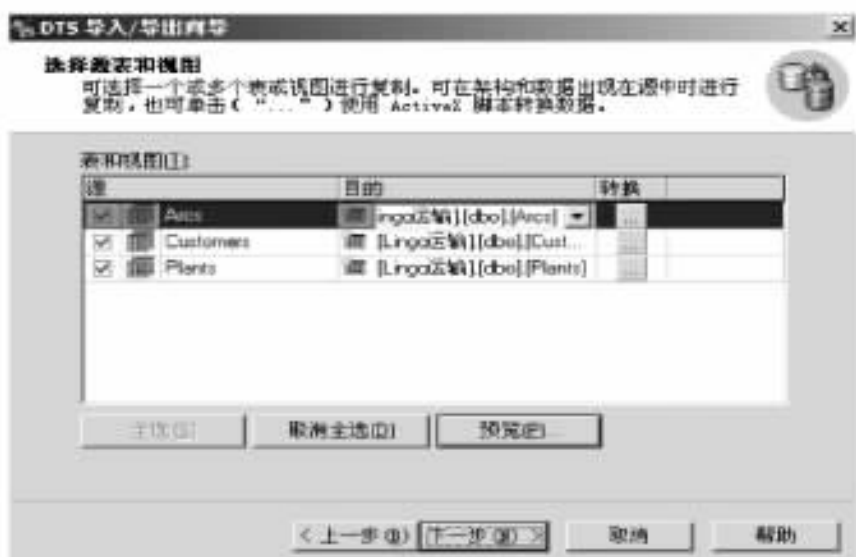 DTS 导入/导出向导
选择源表和视图
可选择一个或多个表或视图进行复制。可在架构和数据出现在源中时进行
复制，也可单击(“...”)使用 ActiveX 脚本转换数据。
表和视图(T):
源 目的 转换
Arcs ingo运输].[dbo].[Arcs] ...
Customers [Lingo运输].[dbo].[Cust... ...
Plants [Lingo运输].[dbo].[Plants] ...
全选(S) 取消全选(D) 预览(P)...
< 上一步(B) 下一步(N) > 取消 帮助